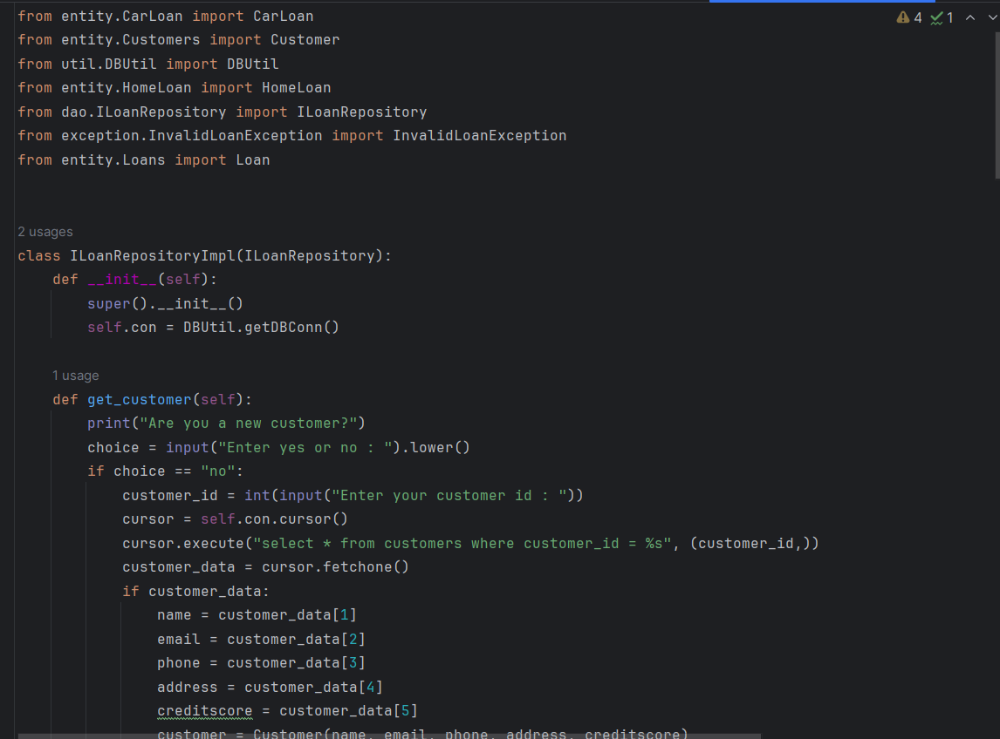 from entity.CarLoan import CarLoan
4 1
from entity.Customers import Customer
from util.DBUtil import DBUtil
from entity.HomeLoan import HomeLoan
from dao.ILoanRepository import ILoanRepository
from exception.InvalidLoanException import InvalidLoanException
from entity.Loans import Loan
2 usages
class ILoanRepositoryImpl(ILoanRepository):
    def __init__(self):
        super().__init__()
        self.con = DBUtil.getDBConn()
    1 usage
    def get_customer(self):
        print("Are you a new customer?")
        choice = input("Enter yes or no : ").lower()
        if choice == "no":
            customer_id = int(input("Enter your customer id : "))
            cursor = self.con.cursor()
            cursor.execute("select * from customers where customer_id = %s", (customer_id,))
            customer_data = cursor.fetchone()
            if customer_data:
                name = customer_data[1]
                email = customer_data[2]
                phone = customer_data[3]
                address = customer_data[4]
                creditscore = customer_data[5]
                customer = Customer(name, email, phone, address, creditscore)